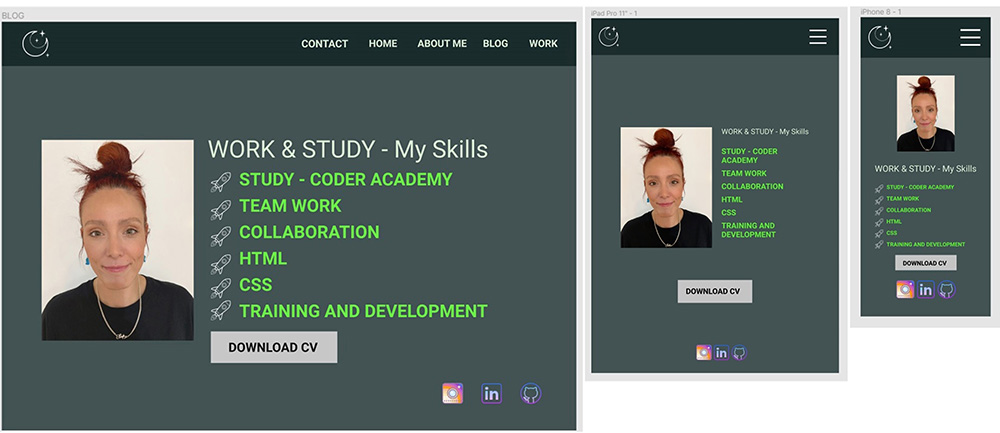 BLOG
CONTACT HOME ABOUT ME BLOG WORK
WORK & STUDY - My Skills
STUDY - CODER ACADEMY
TEAM WORK
COLLABORATION
HTML
CSS
TRAINING AND DEVELOPMENT
DOWNLOAD CV
in
iPad Pro 11" - 1
WORK & STUDY - My Skills
STUDY - CODER
ACADEMY
TEAM WORK
COLLABORATION
HTML
CSS
TRAINING AND
DEVELOPMENT
DOWNLOAD CV
in
iPhone 8 - 1
WORK & STUDY - My Skills
STUDY - CODER ACADEMY
TEAM WORK
COLLABORATION
HTML
CSS
TRAINING AND DEVELOPMENT
DOWNLOAD CV
in